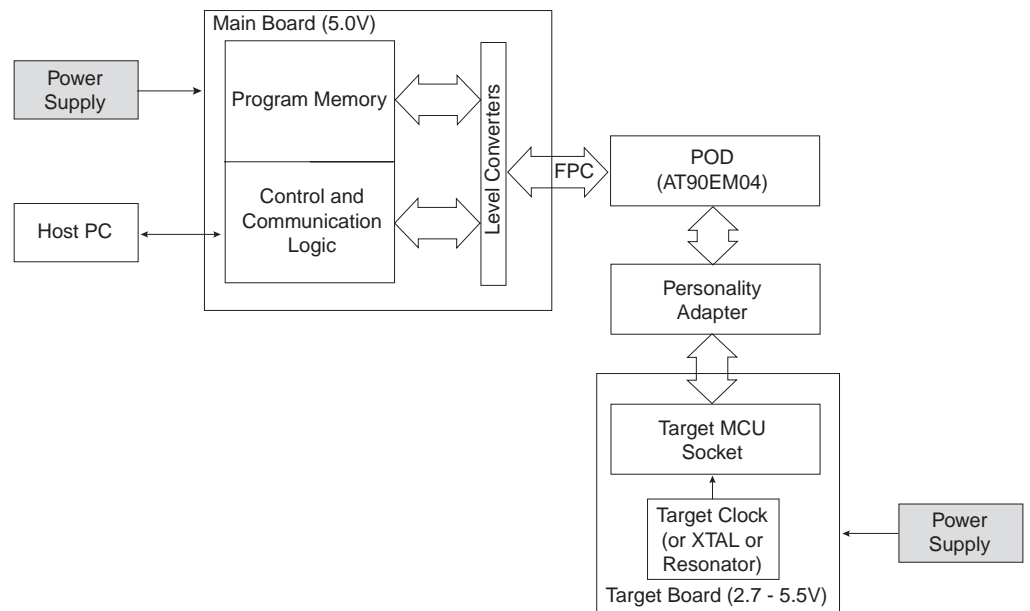 Main Board (5.0V)
Power
Supply
Program Memory
Level Converters
Control and
Communication
Logic
Host PC
FPC
POD
(AT90EM04)
Personality
Adapter
Target MCU
Socket
Target Clock
(or XTAL or
Resonator)
Target Board (2.7 - 5.5V)
Power
Supply